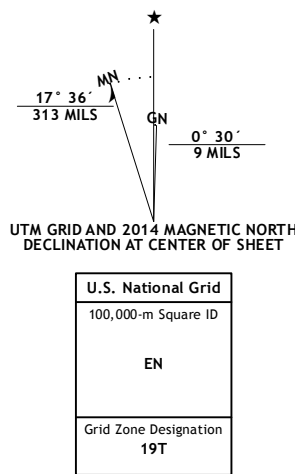 MN
17° 36´
313 MILS
GN
0° 30´
9 MILS
UTM GRID AND 2014 MAGNETIC NORTH
DECLINATION AT CENTER OF SHEET
U.S. National Grid
100,000-m Square ID
EN
Grid Zone Designation
19T